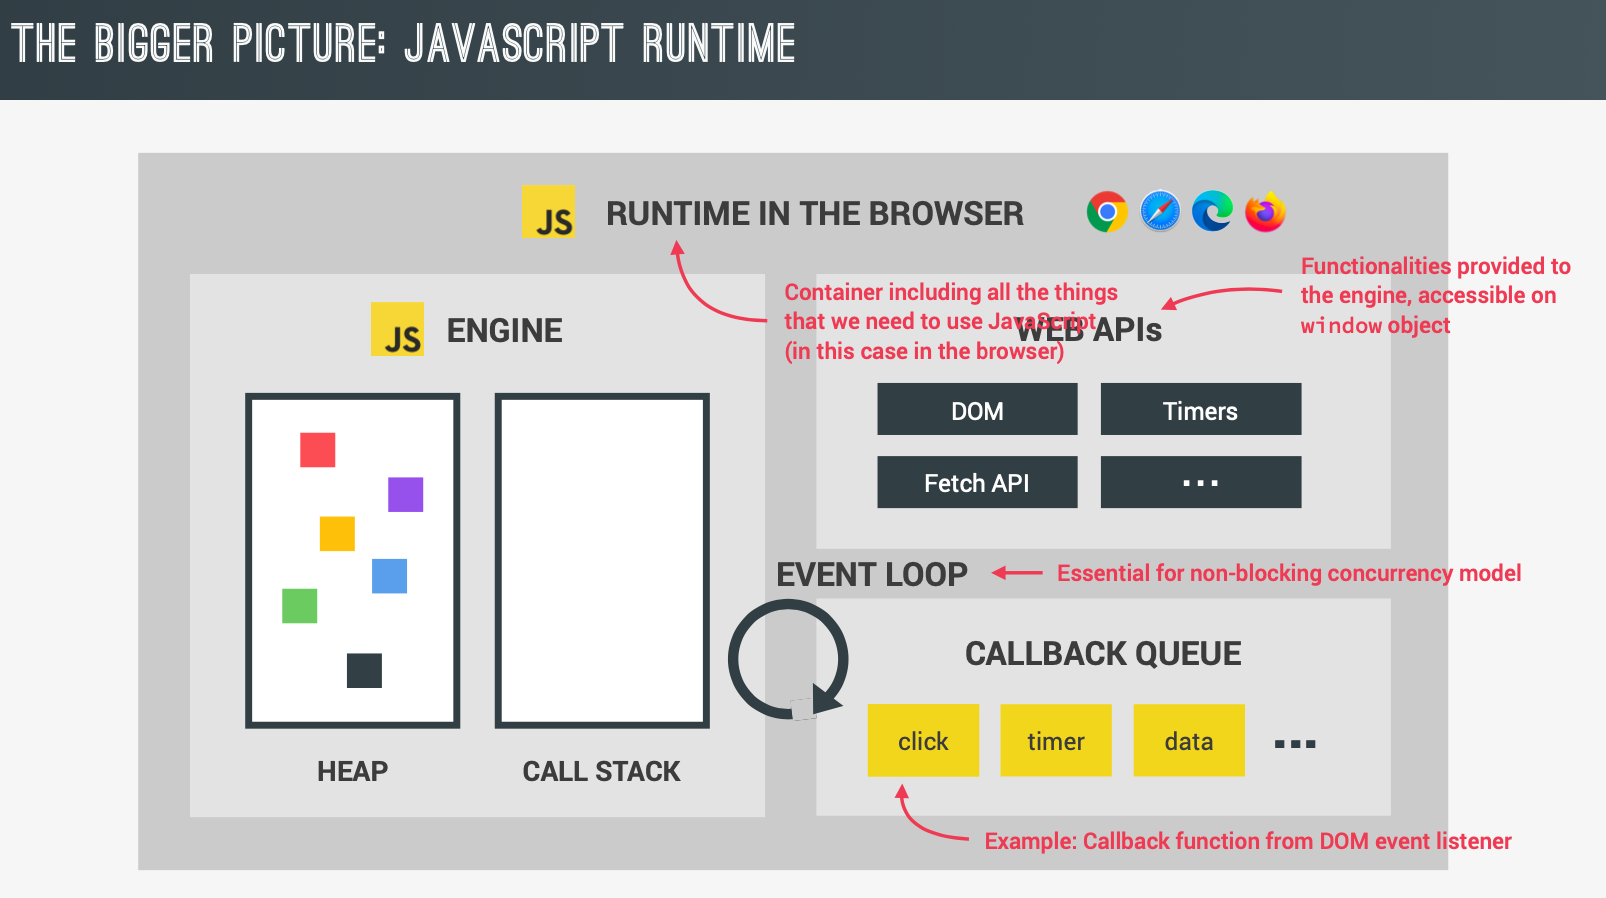 THE BIGGER PICTURE: JAVASCRIPT RUNTIME
JS
RUNTIME IN THE BROWSER
Functionalities provided to
the engine, accessible on
window object
Container including all the things
that we need to use JavaScript
(in this case in the browser)
JS
ENGINE
WEB APIs
DOM
Timers
Fetch API
...
EVENT LOOP
Essential for non-blocking concurrency model
CALLBACK QUEUE
click
timer
data
...
HEAP
CALL STACK
Example: Callback function from DOM event listener